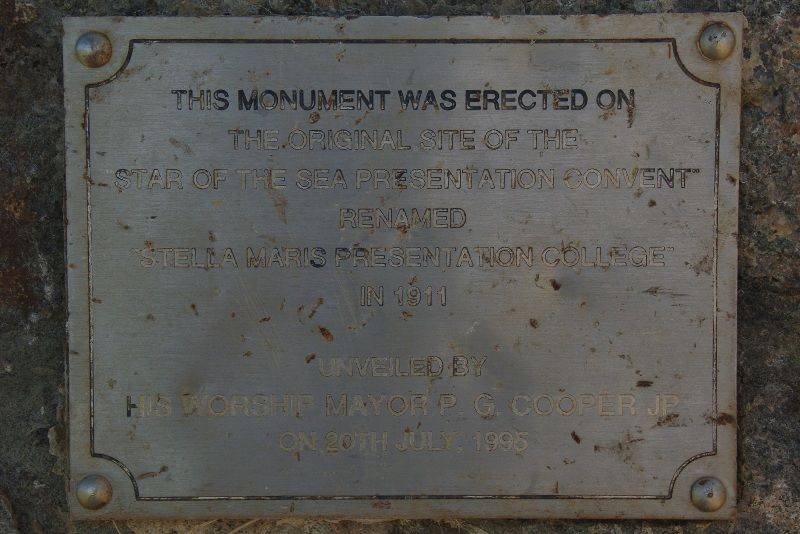 THIS MONUMENT WAS ERECTED ON
THE ORIGINAL SITE OF THE
"STAR OF THE SEA PRESENTATION CONVENT"
RENAMED
"STELLA MARIS PRESENTATION COLLEGE"
IN 1911
UNVEILED BY
HIS WORSHIP MAYOR P. G. COOPER JP
ON 20TH JULY, 1995